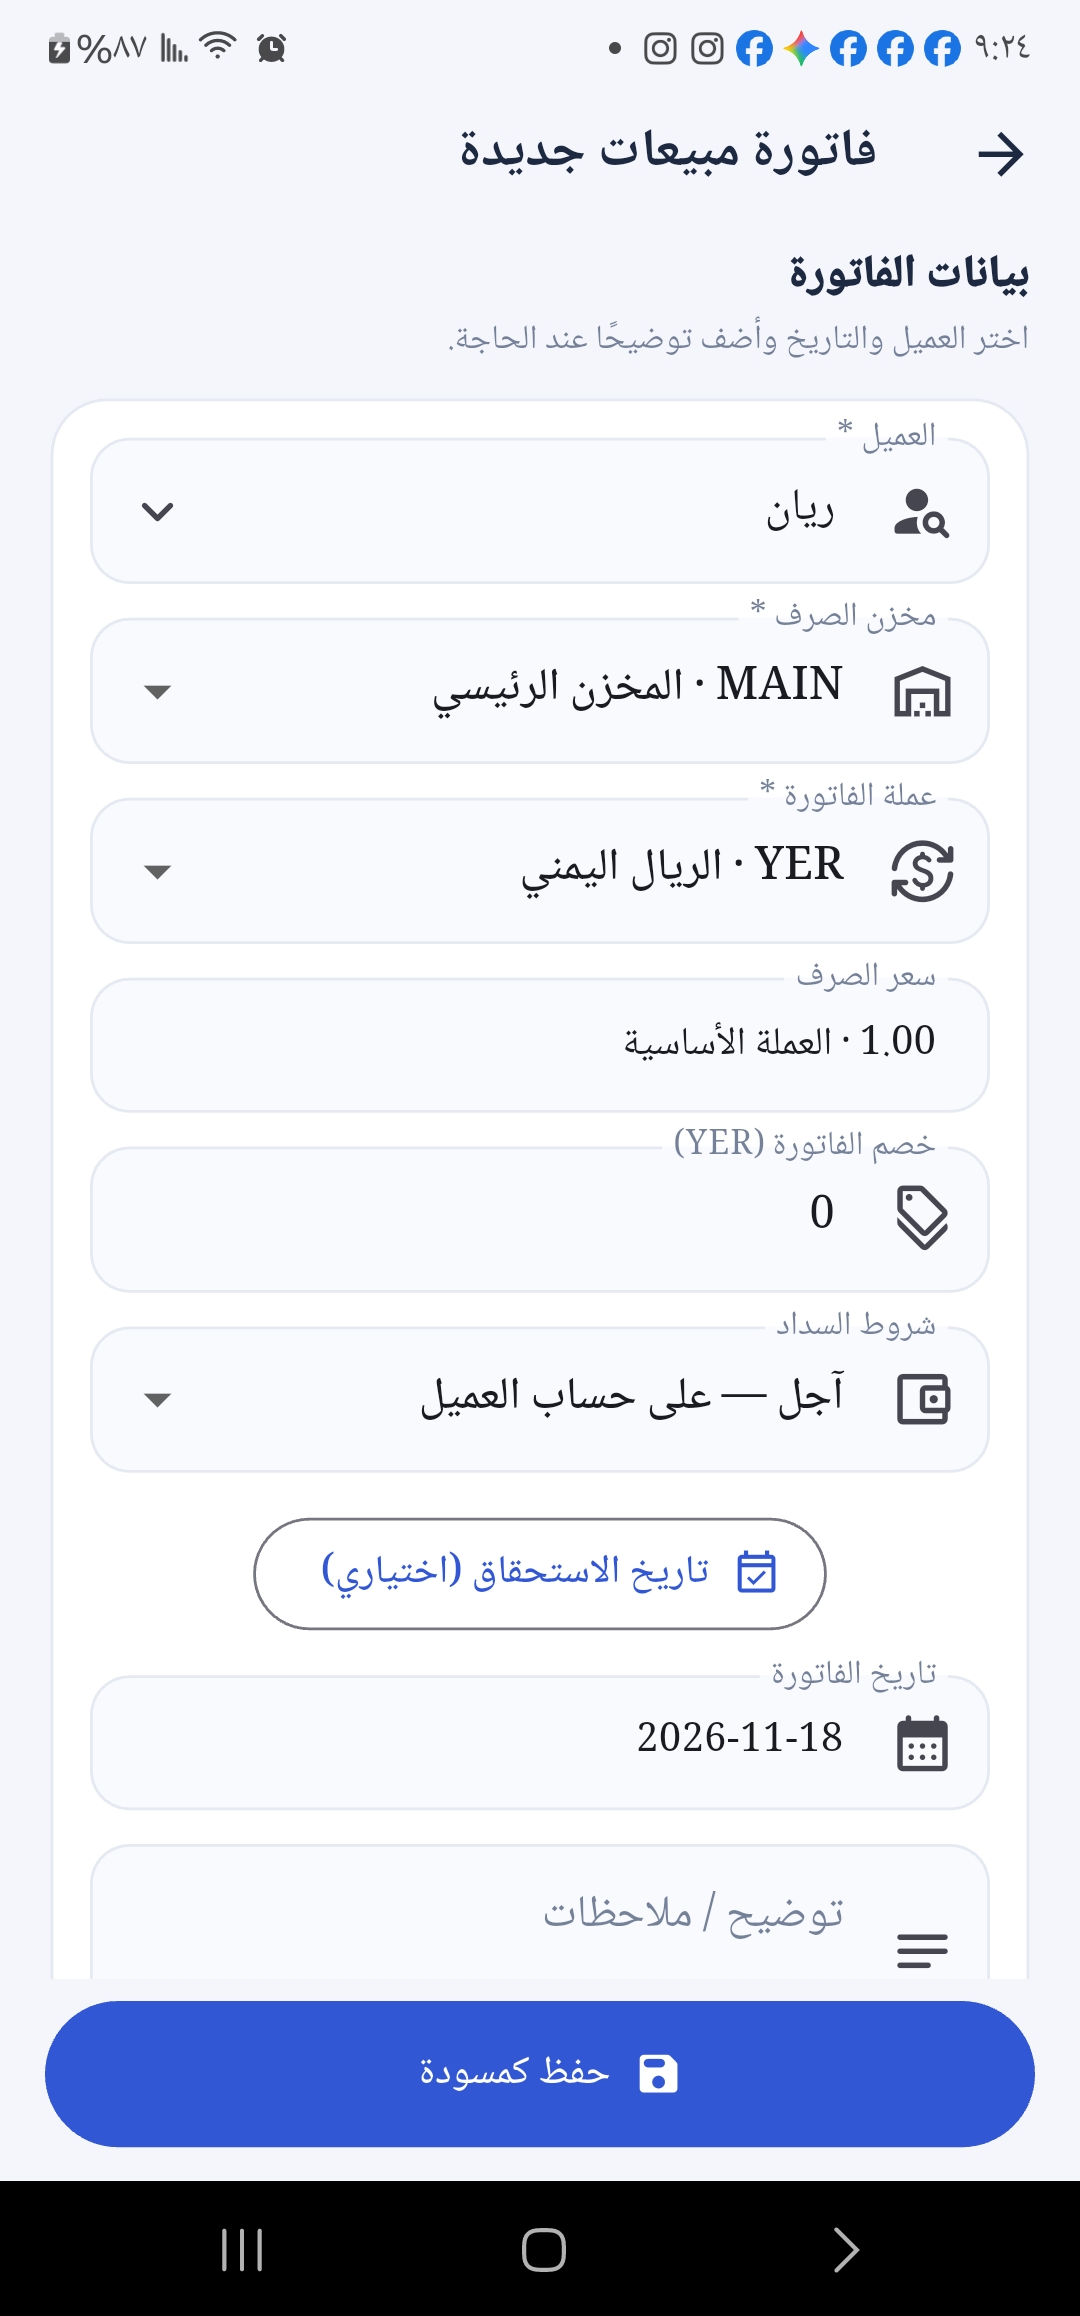 ٩:٢٤
%٨٧
فاتورة مبيعات جديدة
بيانات الفاتورة
اختر العميل والتاريخ وأضف توضيحًا عند الحاجة.
العميل *
ريان
مخزن الصرف *
MAIN · المخزن الرئيسي
عملة الفاتورة *
YER · الريال اليمني
سعر الصرف
1.00 · العملة الأساسية
خصم الفاتورة (YER)
0
شروط السداد
آجل — على حساب العميل
تاريخ الاستحقاق (اختياري)
تاريخ الفاتورة
2026-11-18
توضيح / ملاحظات
حفظ كمسودة